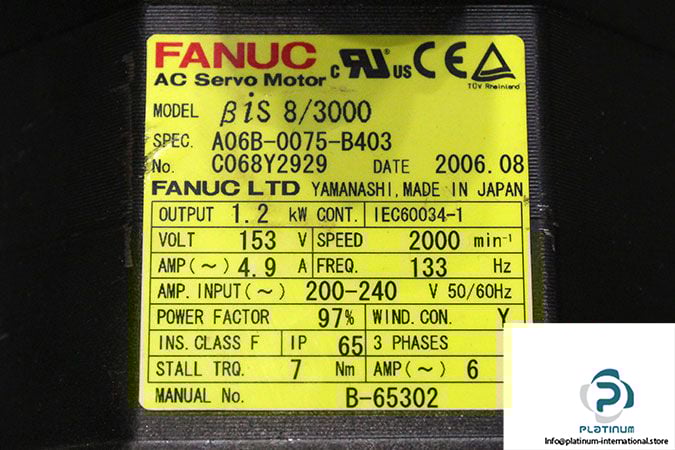 FANUC
c RU us CE
TÜV Rheinland
AC Servo Motor
MODEL βiS 8/3000
SPEC. A06B-0075-B403
No. C068Y2929 DATE 2006.08
FANUC LTD YAMANASHI, MADE IN JAPAN
OUTPUT 1.2 kW CONT. IEC60034-1
VOLT 153 V SPEED 2000 min-1
AMP(~) 4.9 A FREQ. 133 Hz
AMP. INPUT(~) 200-240 V 50/60Hz
POWER FACTOR 97% WIND. CON. Y
INS. CLASS F IP 65 3 PHASES
STALL TRQ. 7 Nm AMP(~) 6
MANUAL No. B-65302
PLATINUM
Info@platinum-international.store